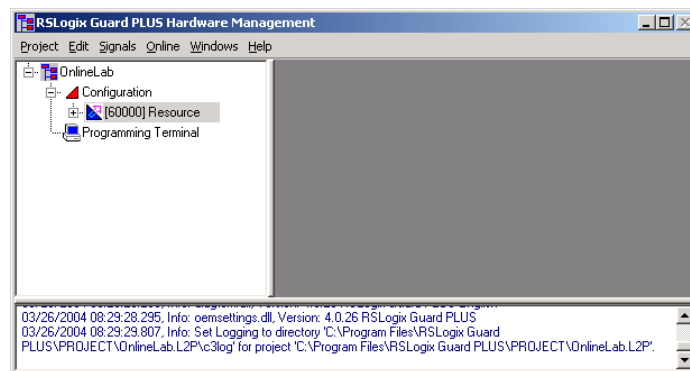 RSLogix Guard PLUS Hardware Management
Project Edit Signals Online Windows Help
OnlineLab
Configuration
[60000] Resource
Programming Terminal
03/26/2004 08:29:28.295, Info: oemsettings.dll, Version: 4.0.26 RSLogix Guard PLUS
03/26/2004 08:29:29.807, Info: Set Logging to directory 'C:\Program Files\RSLogix Guard
PLUS\PROJECT\OnlineLab.L2P\c3log' for project 'C:\Program Files\RSLogix Guard PLUS\PROJECT\OnlineLab.L2P'.